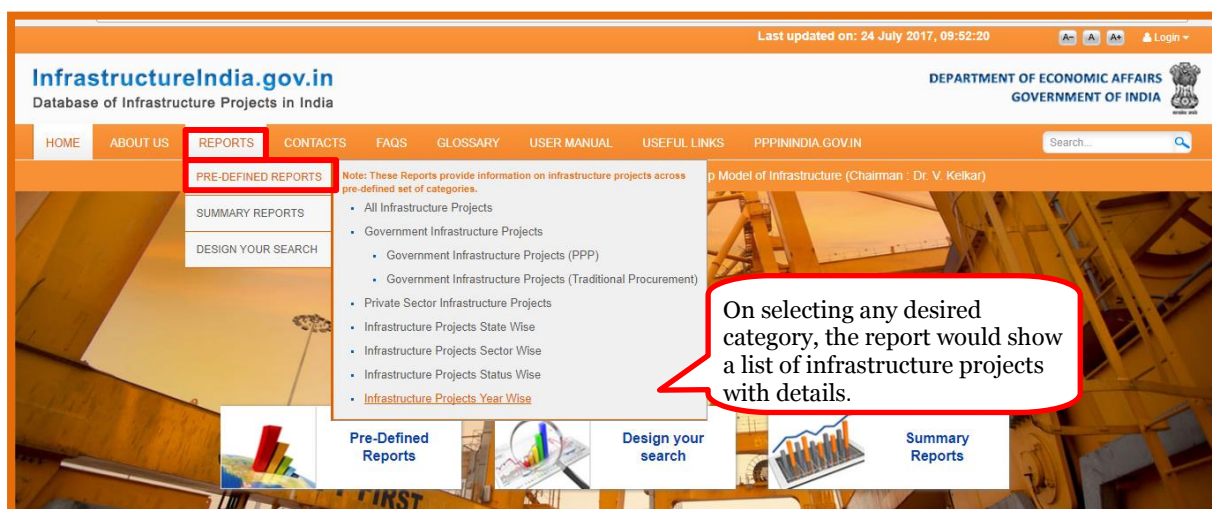 Last updated on: 24 July 2017, 09:52:20
A- A A+ Login
InfrastructureIndia.gov.in
Database of Infrastructure Projects in India
DEPARTMENT OF ECONOMIC AFFAIRS
GOVERNMENT OF INDIA
HOME ABOUT US REPORTS CONTACTS FAQS GLOSSARY USER MANUAL USEFUL LINKS PPPININDIA.GOV.IN Search...
p Model of Infrastructure (Chairman : Dr. V. Kelkar)
PRE-DEFINED REPORTS
SUMMARY REPORTS
DESIGN YOUR SEARCH
Note: These Reports provide information on infrastructure projects across
pre-defined set of categories.
All Infrastructure Projects
Government Infrastructure Projects
Government Infrastructure Projects (PPP)
Government Infrastructure Projects (Traditional Procurement)
Private Sector Infrastructure Projects
Infrastructure Projects State Wise
Infrastructure Projects Sector Wise
Infrastructure Projects Status Wise
Infrastructure Projects Year Wise
On selecting any desired
category, the report would show
a list of infrastructure projects
with details.
Pre-Defined
Reports
Design your
search
Summary
Reports
FIRST